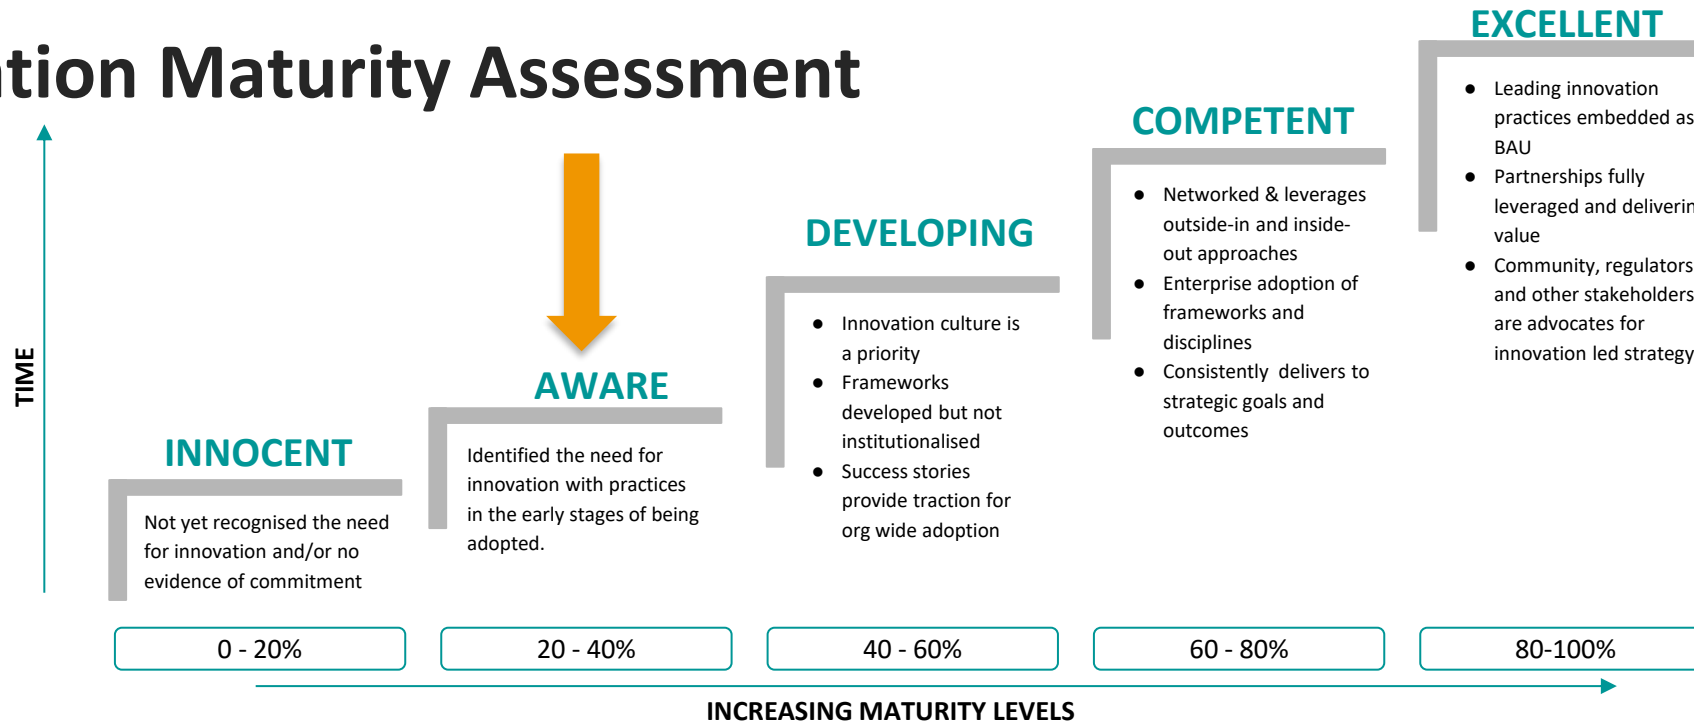 ation Maturity Assessment
EXCELLENT
● Leading innovation
practices embedded as
BAU
● Partnerships fully
leveraged and deliverin
value
● Community, regulators
and other stakeholders
are advocates for
innovation led strategy
COMPETENT
● Networked & leverages
outside-in and inside-
out approaches
● Enterprise adoption of
frameworks and
disciplines
● Consistently delivers to
strategic goals and
outcomes
DEVELOPING
● Innovation culture is
a priority
● Frameworks
developed but not
institutionalised
● Success stories
provide traction for
org wide adoption
AWARE
Identified the need for
innovation with practices
in the early stages of being
adopted.
INNOCENT
Not yet recognised the need
for innovation and/or no
evidence of commitment
TIME
0 - 20%
20 - 40%
40 - 60%
60 - 80%
80-100%
INCREASING MATURITY LEVELS